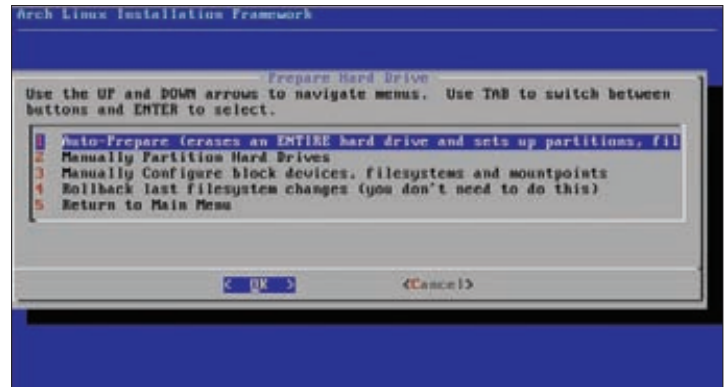 Arch Linux Installation Framework
Prepare Hard Drive
Use the UP and DOWN arrows to navigate menus.  Use TAB to switch between
buttons and ENTER to select.
1 Auto-Prepare (erases an ENTIRE hard drive and sets up partitions, fil
2 Manually Partition Hard Drives
3 Manually Configure block devices, filesystems and mountpoints
4 Rollback last filesystem changes (you don't need to do this)
5 Return to Main Menu
< OK > <Cancel>